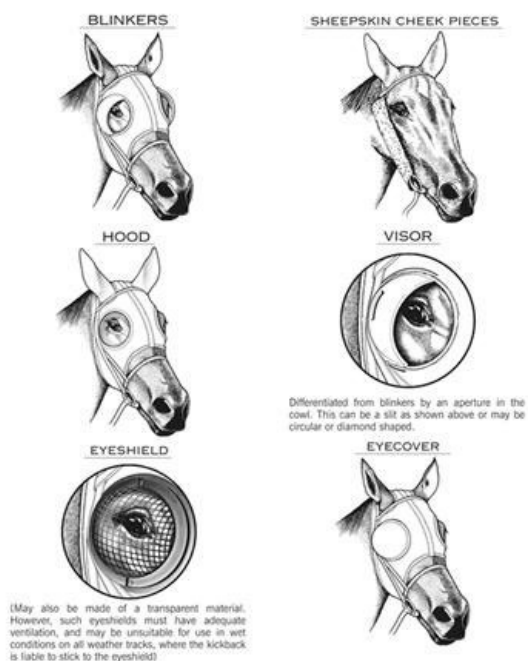 BLINKERS
SHEEPSKIN CHEEK PIECES
HOOD
VISOR
Differentiated from blinkers by an aperture in the
cowl. This can be a slit as shown above or may be
circular or diamond shaped.
EYESHIELD
EYECOVER
(May also be made of a transparent material.
However, such eyeshields must have adequate
ventilation, and may be unsuitable for use in wet
conditions on all weather tracks, where the kickback
is liable to stick to the eyeshield)